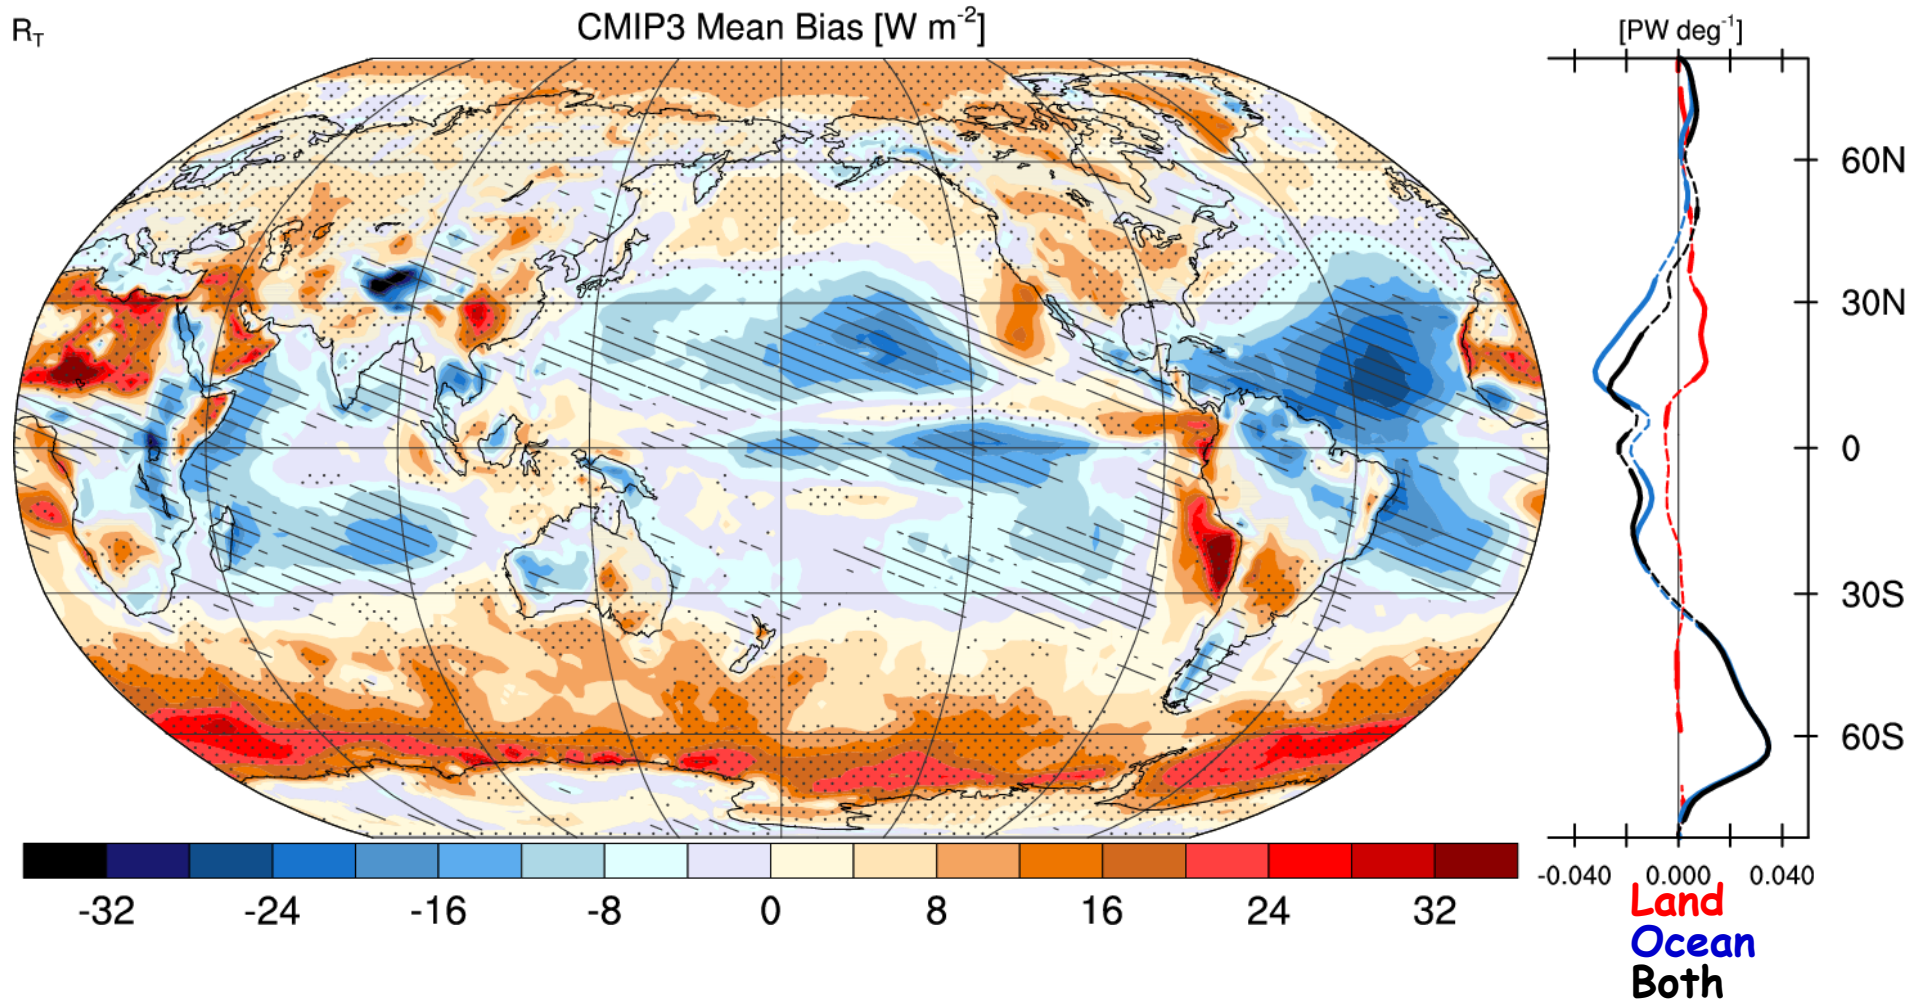 R_T
CMIP3 Mean Bias [W m⁻²]
[PW deg⁻¹]
60N
30N
0
30S
60S
-0.040 0.000 0.040
-32 -24 -16 -8 0 8 16 24 32
Land
Ocean
Both